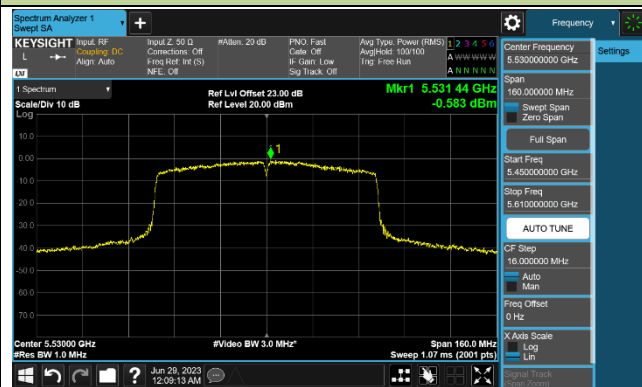 Spectrum Analyzer 1
Swept SA
Frequency
KEYSIGHT
Input: RF
Coupling: DC
Align: Auto
Input Z: 50 Ω
Corrections: Off
Freq Ref: Int (S)
NFE: Off
#Atten: 20 dB
PNO: Fast
Gate: Off
IF Gain: Low
Sig Track: Off
Avg Type: Power (RMS)
Avg|Hold: 100/100
Trig: Free Run
1 2 3 4 5 6
A W W W W W
A N N N N N
L
LXI
1 Spectrum
Scale/Div 10 dB
Log
Ref Lvl Offset 23.00 dB
Ref Level 20.00 dBm
Mkr1 5.531 44 GHz
-0.583 dBm
1
10.0
0.00
-10.0
-20.0
-30.0
-40.0
-50.0
-60.0
-70.0
Center 5.53000 GHz
#Res BW 1.0 MHz
#Video BW 3.0 MHz*
Span 160.0 MHz
Sweep 1.07 ms (2001 pts)
Jun 29, 2023
12:09:13 AM
Center Frequency
5.530000000 GHz
Settings
Span
160.000000 MHz
Swept Span
Zero Span
Full Span
Start Freq
5.450000000 GHz
Stop Freq
5.610000000 GHz
AUTO TUNE
CF Step
16.000000 MHz
Auto
Man
Freq Offset
0 Hz
X Axis Scale
Log
Lin
Signal Track
(Span Zoom)